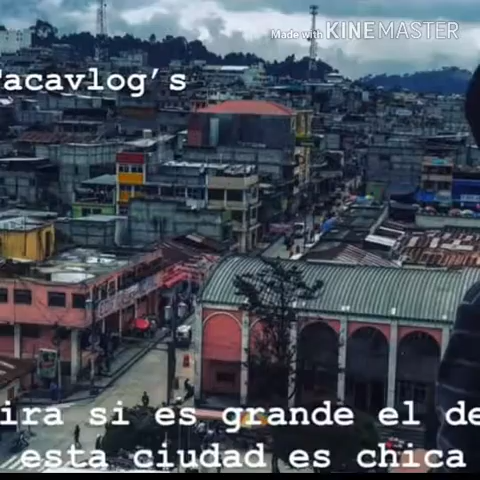 Made with KINEMASTER
acavlog's
ira si es grande el de
esta ciudad es chica